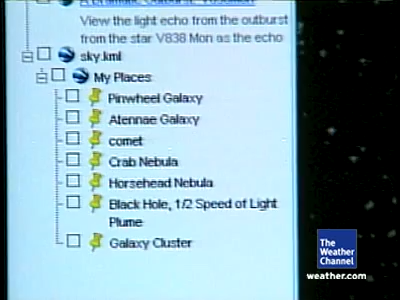 View the light echo from the outburst
from the star V838 Mon as the echo
sky.kml
My Places
Pinwheel Galaxy
Atennae Galaxy
comet
Crab Nebula
Horsehead Nebula
Black Hole, 1/2 Speed of Light
Plume
Galaxy Cluster
The
Weather
Channel
weather.com